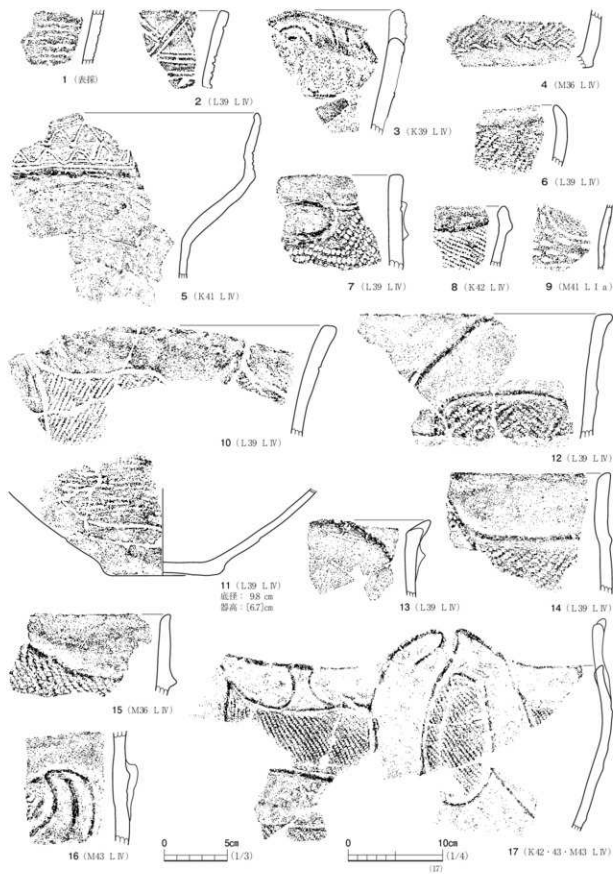 1 (表採)
2 (L39 LⅣ)
3 (K39 LⅣ)
4 (M36 LⅣ)
5 (K41 LⅣ)
6 (L39 LⅣ)
7 (L39 LⅣ)
8 (K42 LⅣ)
9 (M41 LⅠa)
10 (L39 LⅣ)
11 (L39 LⅣ)
底径: 9.8 cm
器高: [6.7]cm
12 (L39 LⅣ)
13 (L39 LⅣ)
14 (L39 LⅣ)
15 (M36 LⅣ)
16 (M43 LⅣ)
17 (K42・43・M43 LⅣ)
0 5cm
(1/3)
0 10cm
(1/4)
(17)